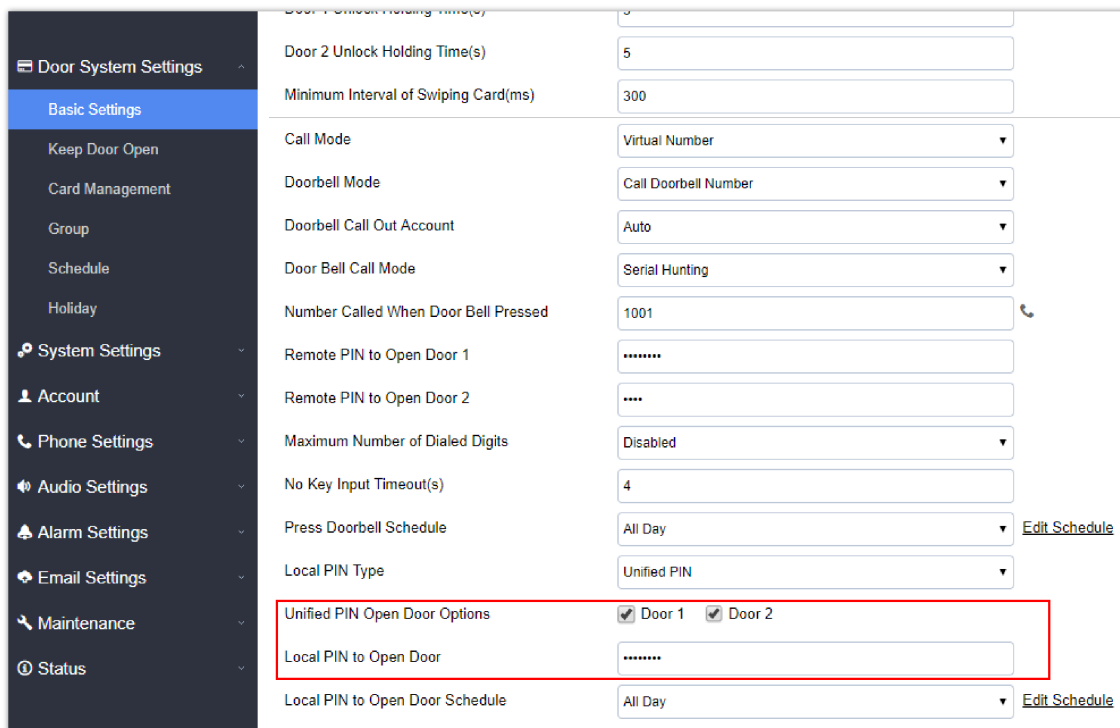 Door 1 Unlock Holding Time(s)
Door System Settings
Door 2 Unlock Holding Time(s) 5
Basic Settings
Minimum Interval of Swiping Card(ms) 300
Keep Door Open
Call Mode Virtual Number
Card Management
Doorbell Mode Call Doorbell Number
Group
Doorbell Call Out Account Auto
Schedule
Door Bell Call Mode Serial Hunting
Holiday
Number Called When Door Bell Pressed 1001
System Settings
Remote PIN to Open Door 1 ••••••••
Account
Remote PIN to Open Door 2 ••••
Phone Settings
Maximum Number of Dialed Digits Disabled
Audio Settings
No Key Input Timeout(s) 4
Alarm Settings
Press Doorbell Schedule All Day Edit Schedule
Email Settings
Local PIN Type Unified PIN
Maintenance
Unified PIN Open Door Options Door 1 Door 2
Status
Local PIN to Open Door ••••••••
Local PIN to Open Door Schedule All Day Edit Schedule